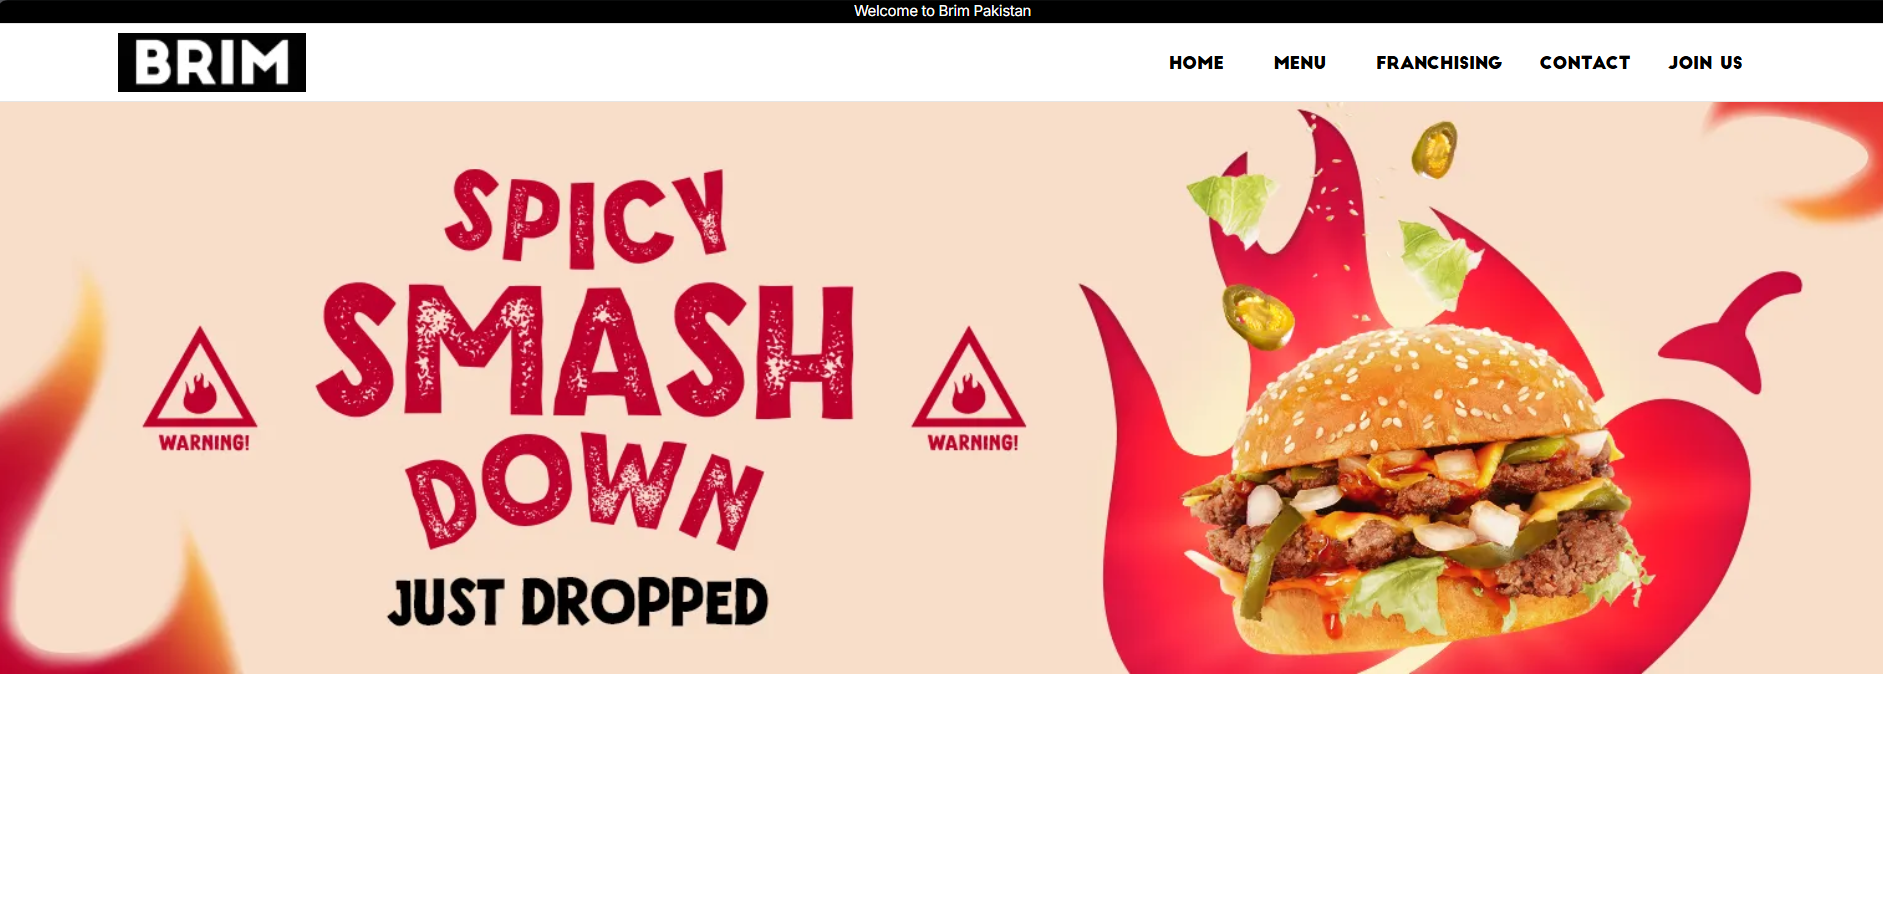 Welcome to Brim Pakistan
BRIM
HOME MENU FRANCHISING CONTACT JOIN US
SPICY
SMASH
DOWN
WARNING!
WARNING!
JUST DROPPED